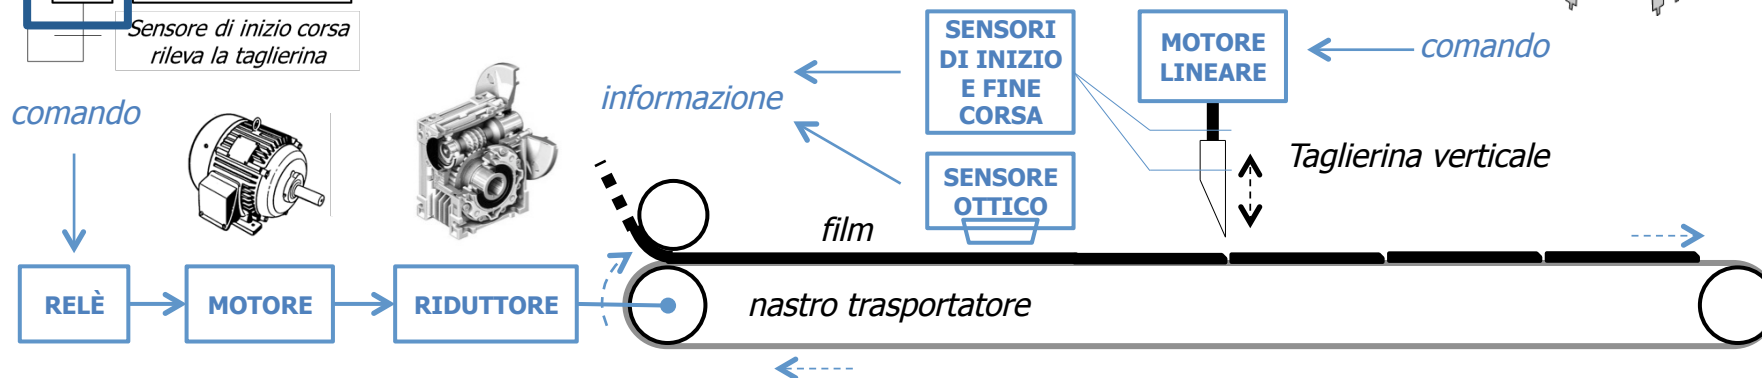 Sensore di inizio corsa
rileva la taglierina
comando
informazione
SENSORI
DI INIZIO
E FINE
CORSA
MOTORE
LINEARE
comando
Taglierina verticale
SENSORE
OTTICO
film
RELÈ
MOTORE
RIDUTTORE
nastro trasportatore